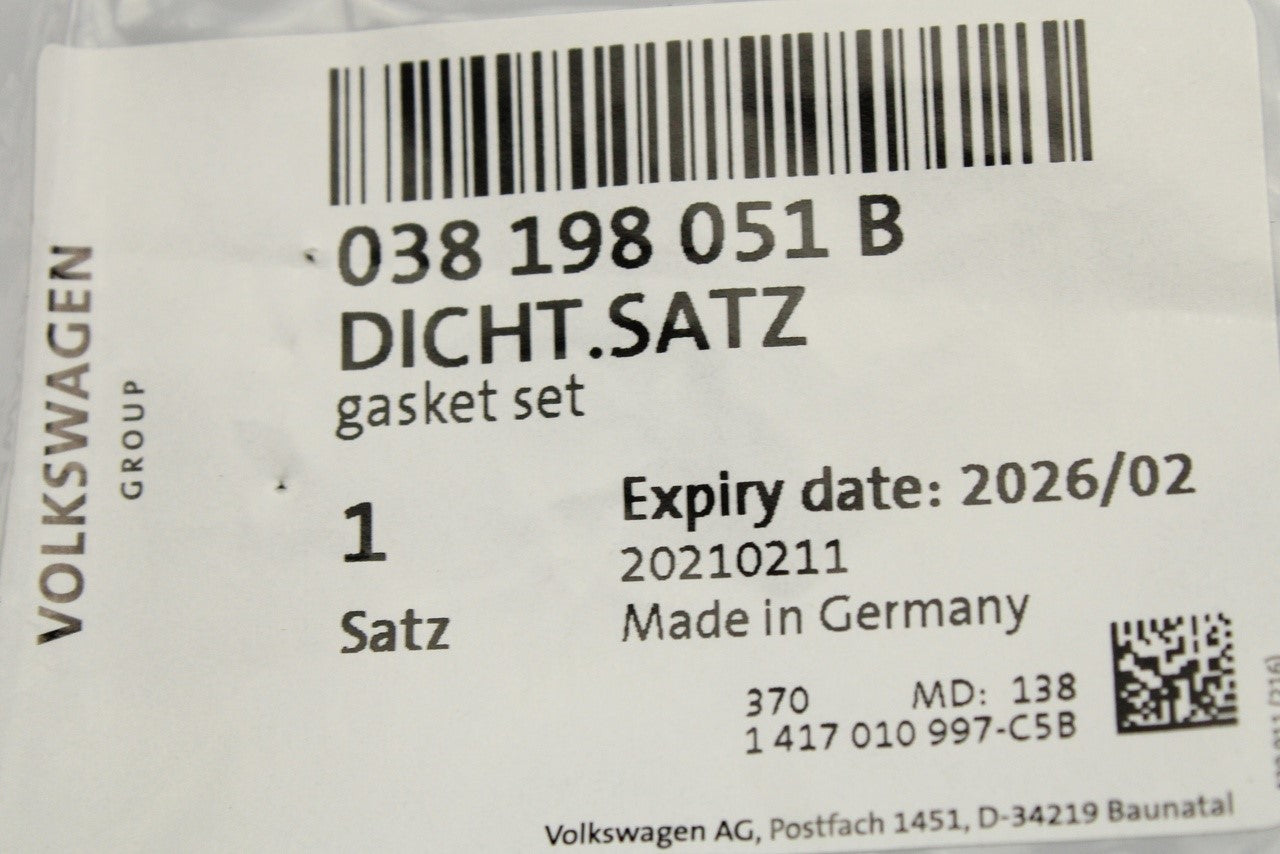 VOLKSWAGEN
GROUP
038 198 051 B
DICHT.SATZ
gasket set
1
Satz
Expiry date: 2026/02
20210211
Made in Germany
370 MD: 138
1 417 010 997-C5B
Volkswagen AG, Postfach 1451, D-34219 Baunatal